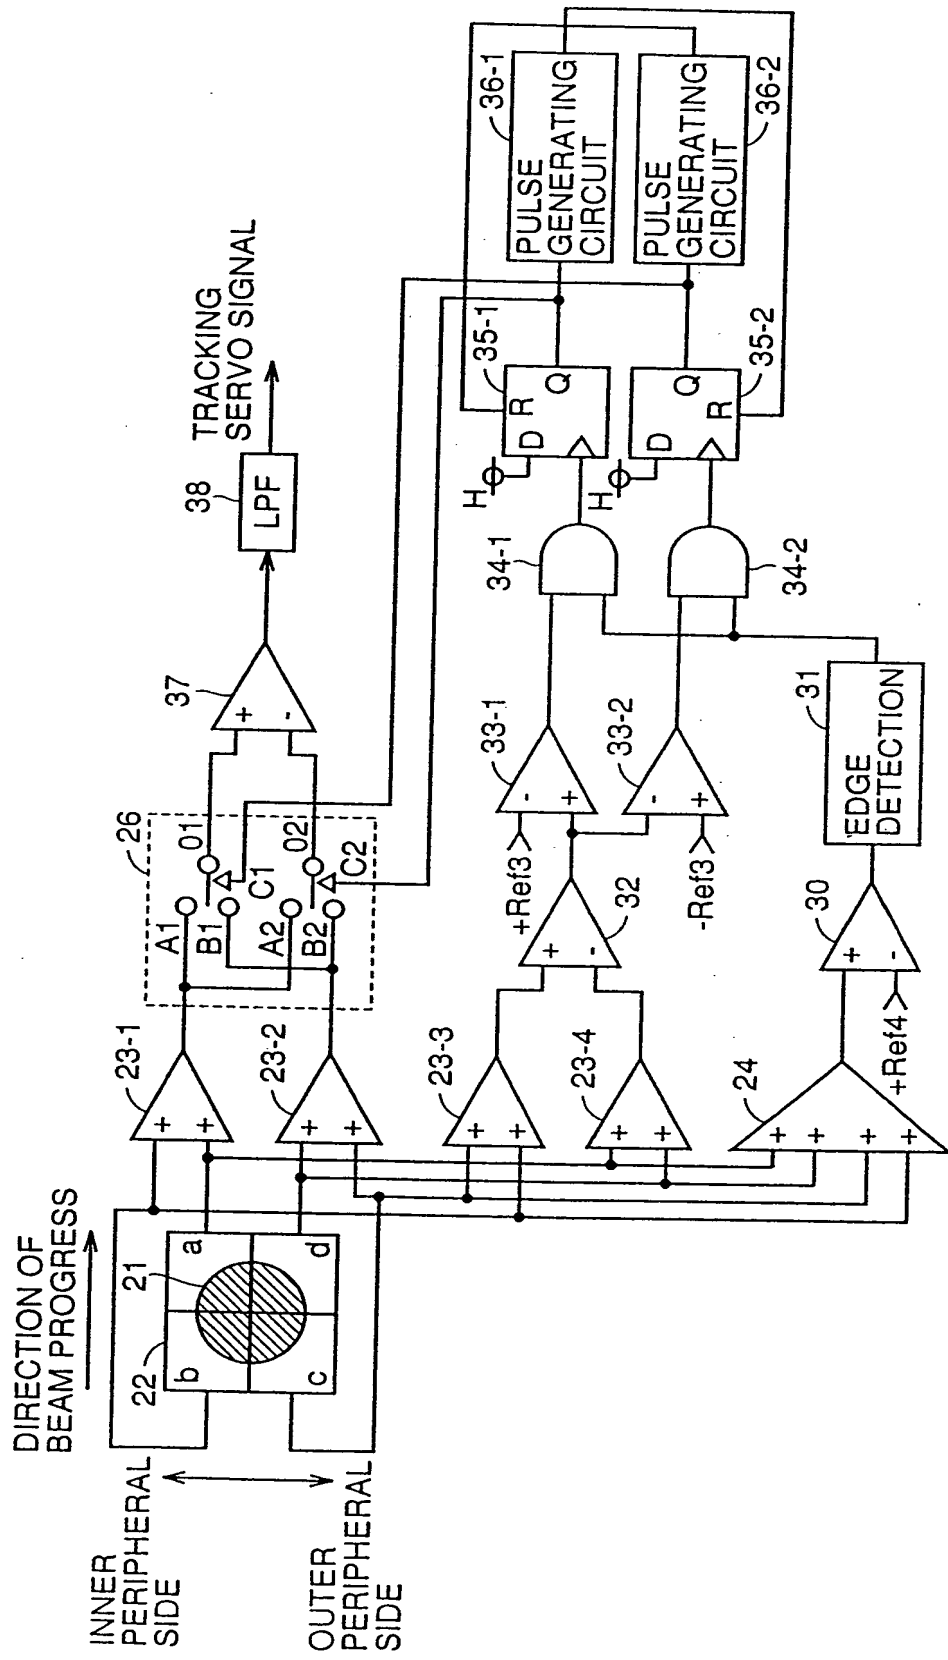 DIRECTION OF
BEAM PROGRESS
INNER
PERIPHERAL
SIDE
OUTER
PERIPHERAL
SIDE
22
21
b
a
c
d
23-1
+
+
23-2
+
+
23-3
+
+
23-4
+
+
24
+
+
+
+
26
A1
B1
A2
B2
01
02
C1
C2
37
+
-
38
LPF
TRACKING
SERVO SIGNAL
32
+
-
+Ref3
33-1
-
+
33-2
-
+
-Ref3
30
+
-
+Ref4
31
EDGE
DETECTION
34-1
34-2
H
D
R
Q
35-1
H
D
R
Q
35-2
36-1
PULSE
GENERATING
CIRCUIT
PULSE
GENERATING
CIRCUIT
36-2